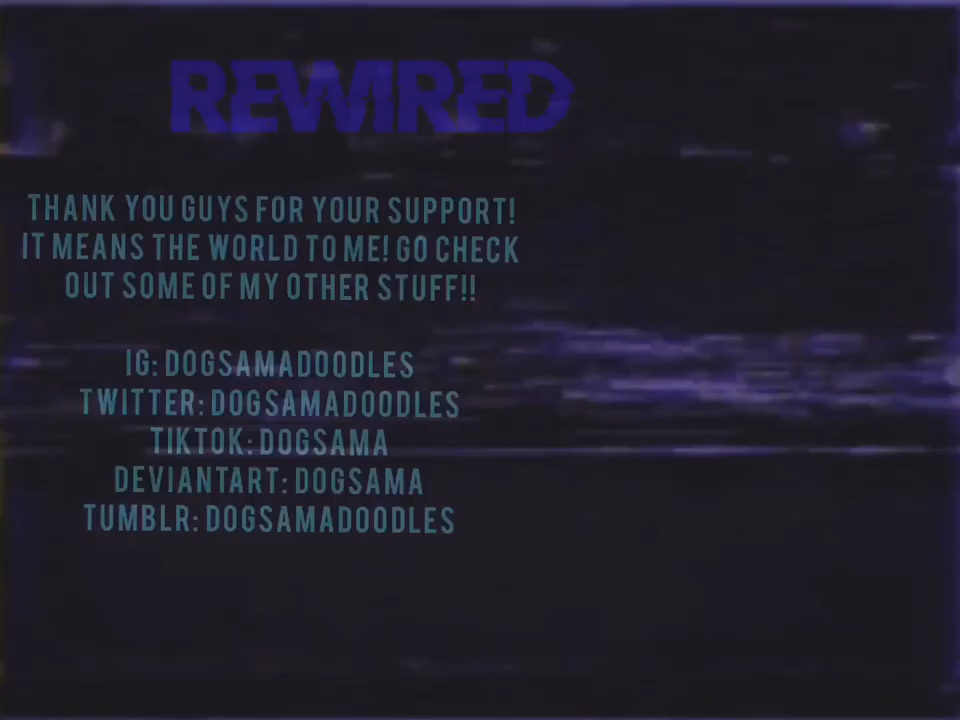 REWIRED
THANK YOU GUYS FOR YOUR SUPPORT!
IT MEANS THE WORLD TO ME! GO CHECK
OUT SOME OF MY OTHER STUFF!!
IG: DOGSAMADOODLES
TWITTER: DOGSAMADOODLES
TIKTOK: DOGSAMA
DEVIANTART: DOGSAMA
TUMBLR: DOGSAMADOODLES